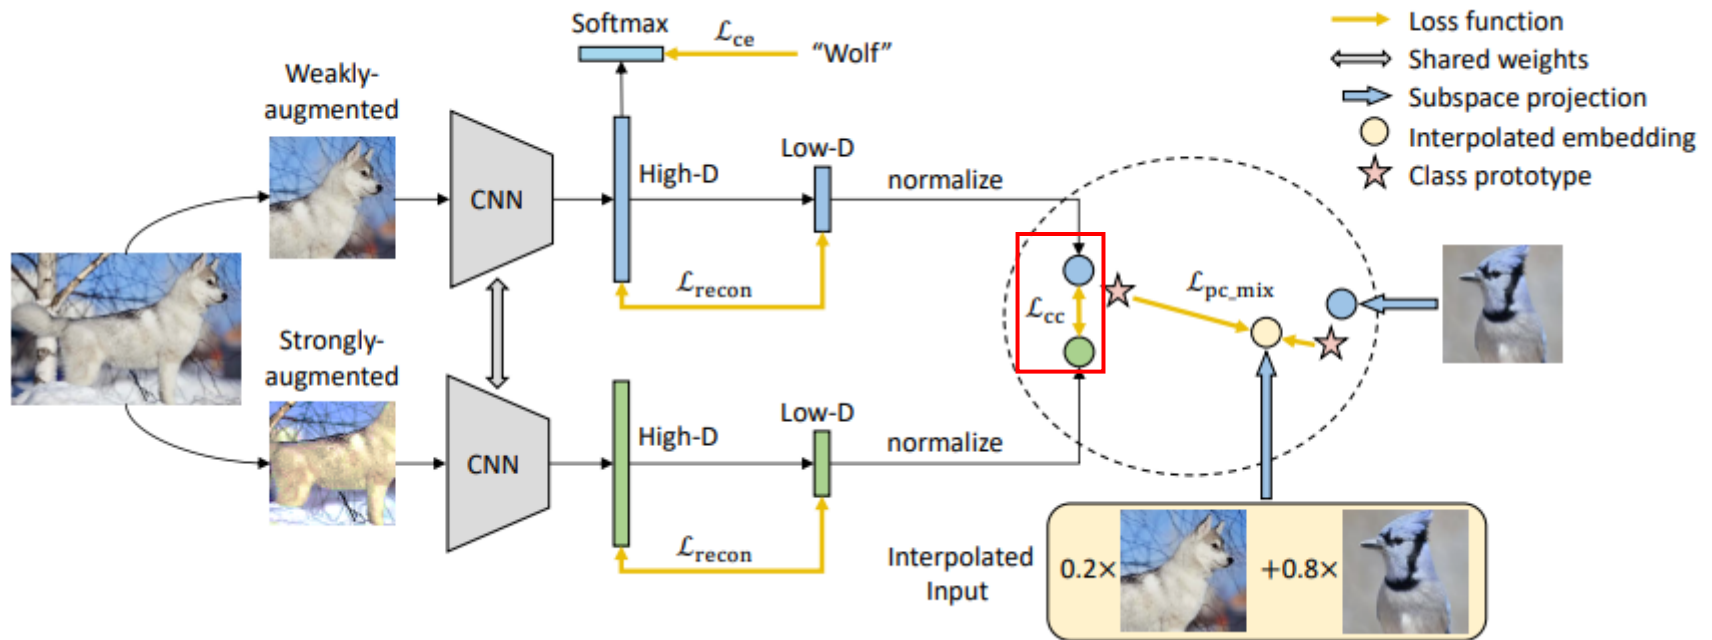 Softmax
ℒce
“Wolf”
Loss function
Shared weights
Subspace projection
Interpolated embedding
Class prototype
Weakly-
augmented
CNN
High-D
Low-D
normalize
ℒrecon
ℒcc
ℒpc_mix
Strongly-
augmented
CNN
High-D
Low-D
normalize
ℒrecon
Interpolated
Input
0.2×
+0.8×